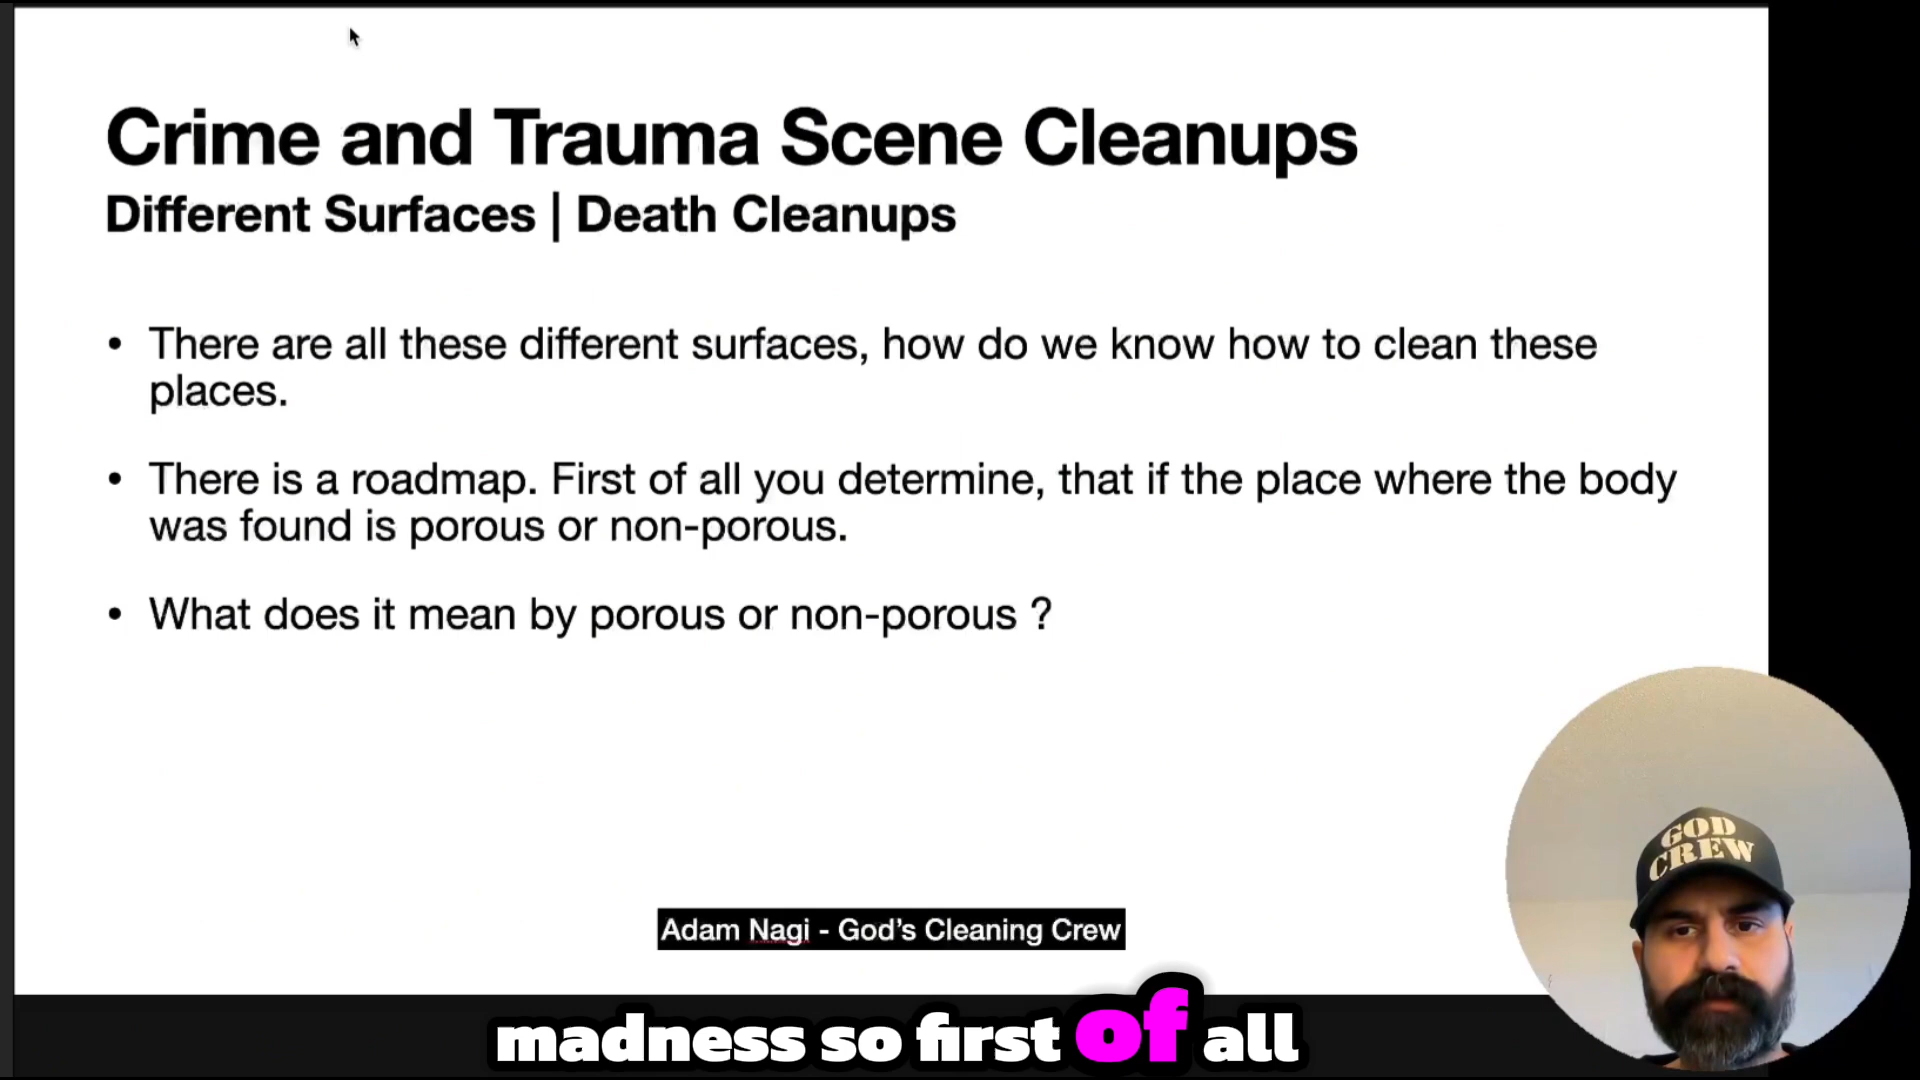 Crime and Trauma Scene Cleanups
Different Surfaces | Death Cleanups
• There are all these different surfaces, how do we know how to clean these
places.
• There is a roadmap. First of all you determine, that if the place where the body
was found is porous or non-porous.
• What does it mean by porous or non-porous ?
GOD
CREW
Adam Nagi - God’s Cleaning Crew
madness so first of all